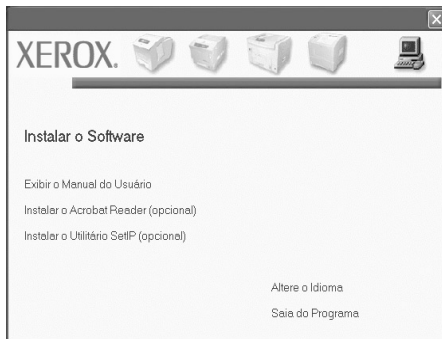 XEROX.
Instalar o Software
Exibir o Manual do Usuário
Instalar o Acrobat Reader (opcional)
Instalar o Utilitário SetIP (opcional)
Altere o Idioma
Saia do Programa